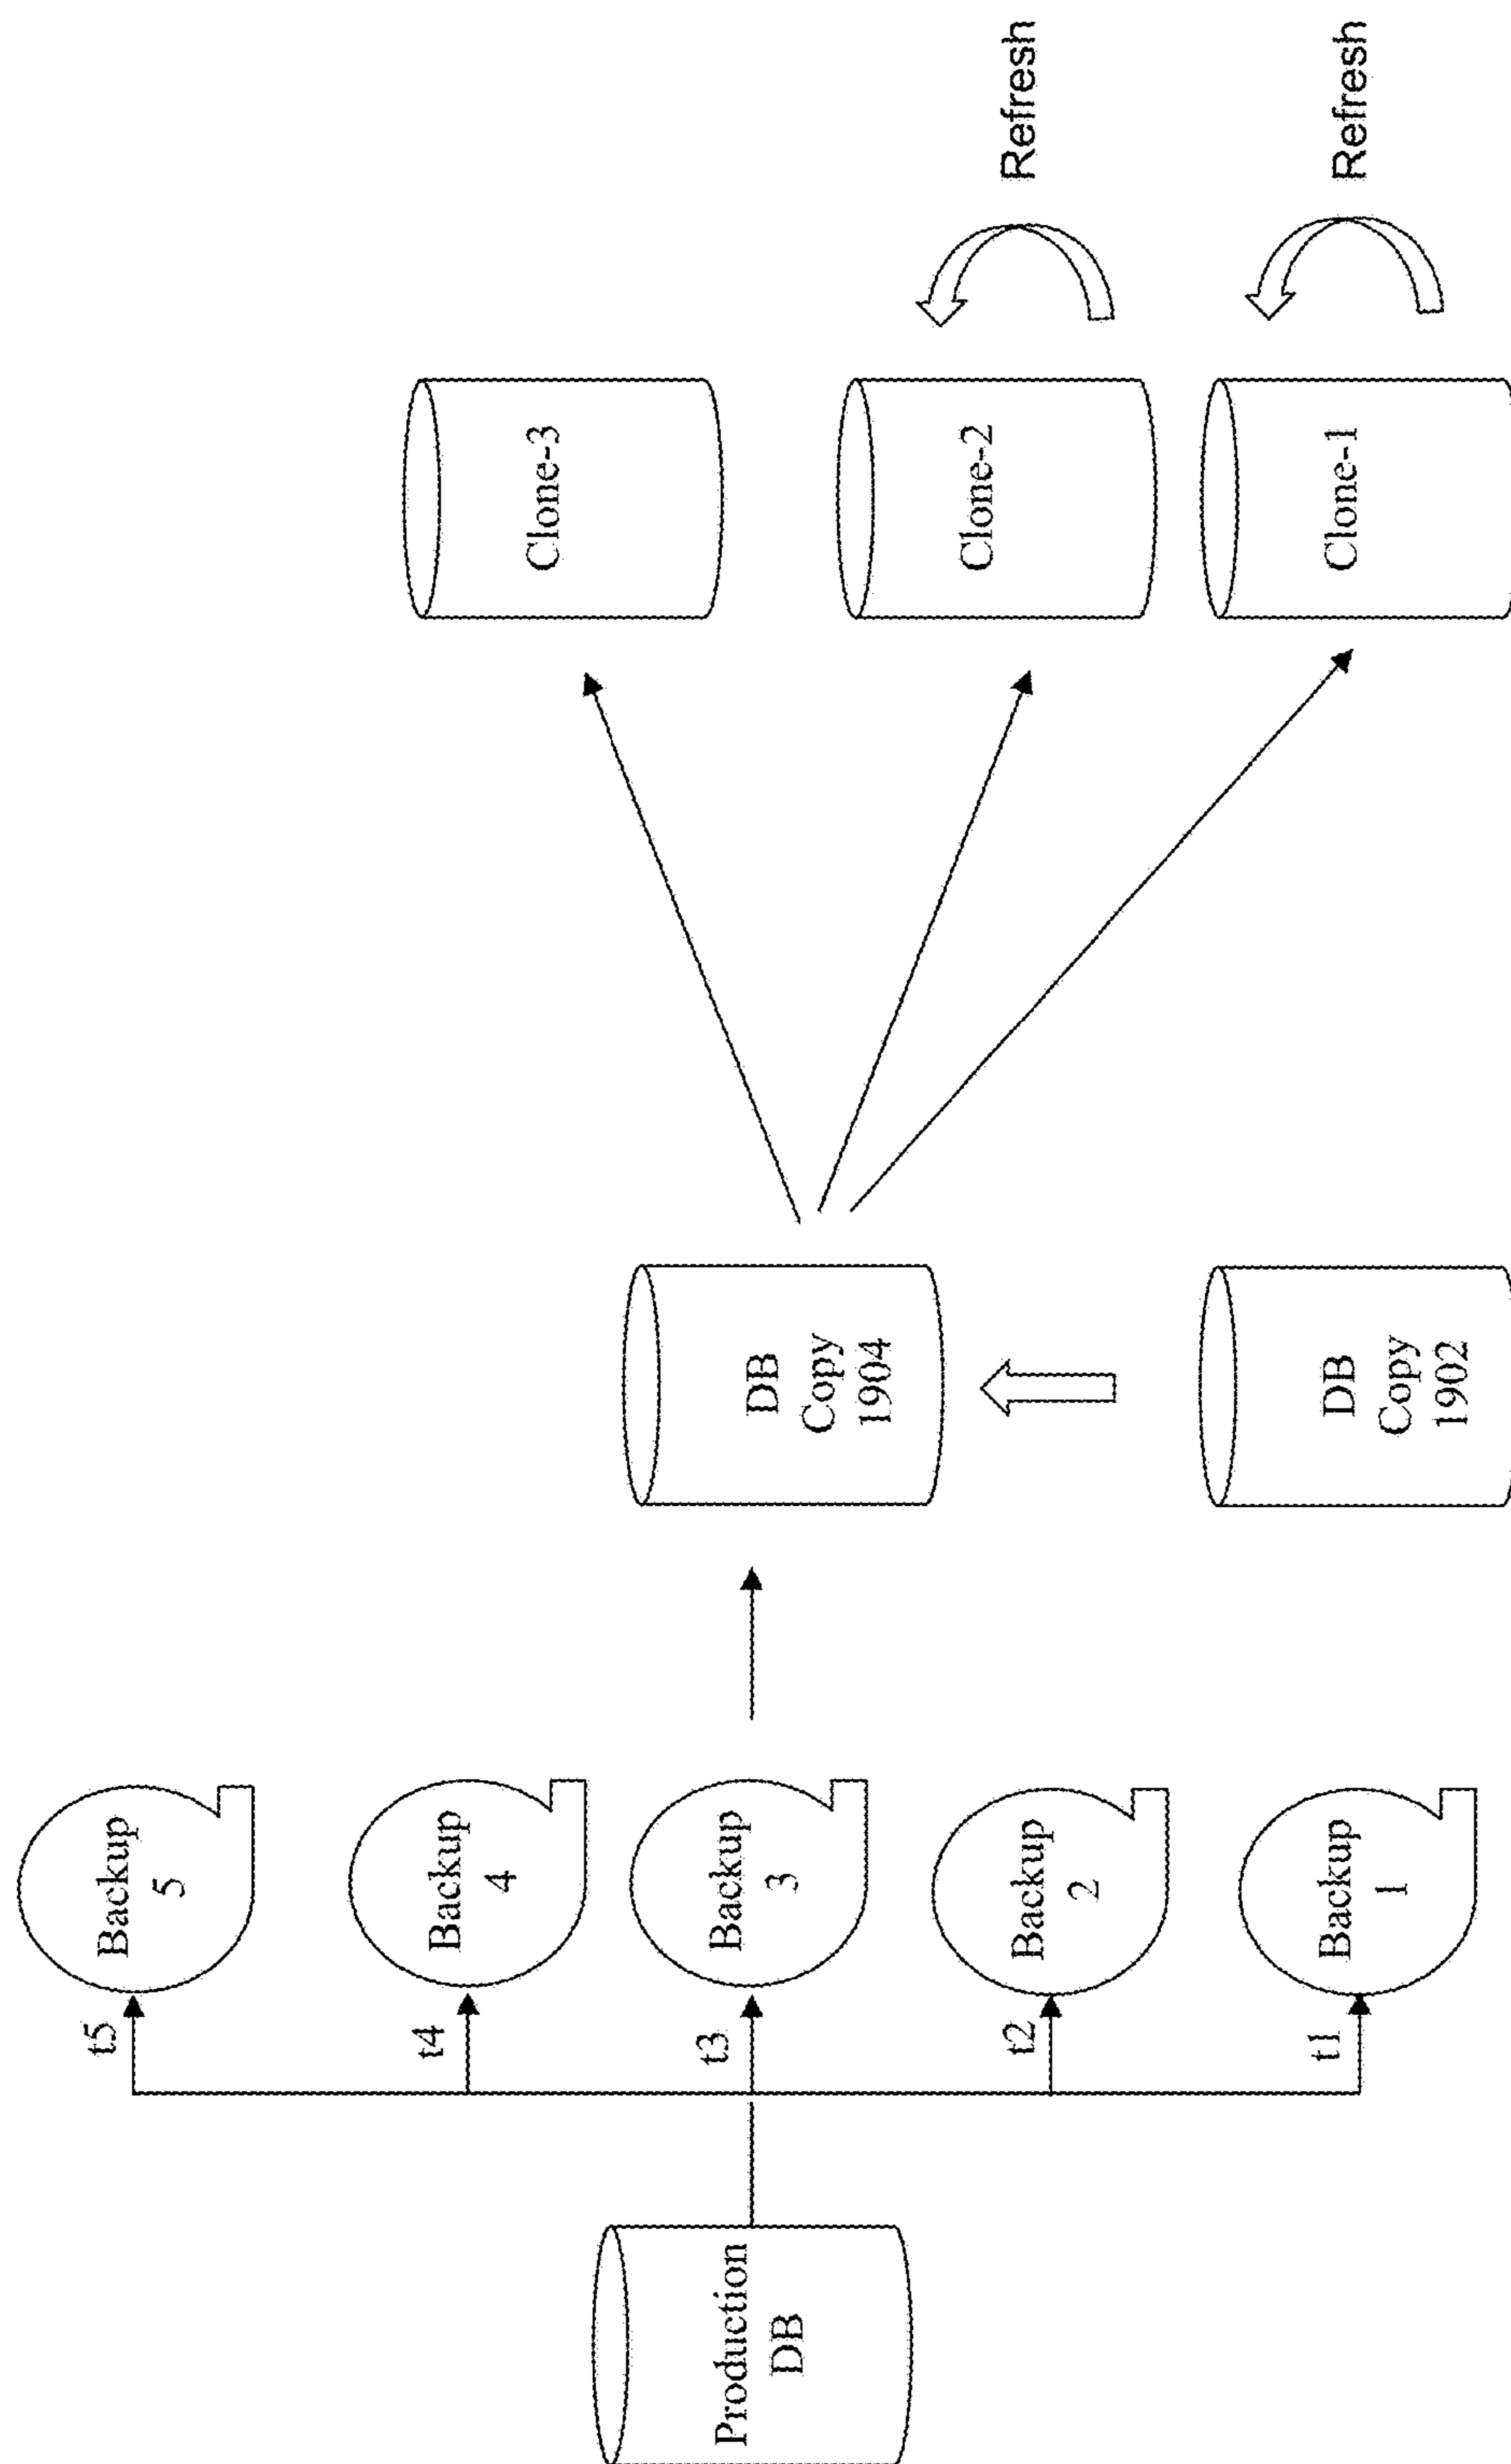 Production
DB
t5
t4
t3
t2
t1
Backup
5
Backup
4
Backup
3
Backup
2
Backup
1
DB
Copy
1904
DB
Copy
1902
Clone-3
Clone-2
Clone-1
Refresh
Refresh